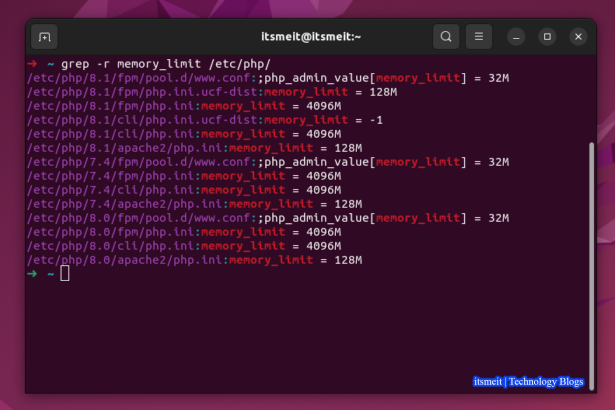 itsmeit@itsmeit:~
➜ ~ grep -r memory_limit /etc/php/
/etc/php/8.1/fpm/pool.d/www.conf:;php_admin_value[memory_limit] = 32M
/etc/php/8.1/fpm/php.ini.ucf-dist:memory_limit = 128M
/etc/php/8.1/fpm/php.ini:memory_limit = 4096M
/etc/php/8.1/cli/php.ini.ucf-dist:memory_limit = -1
/etc/php/8.1/cli/php.ini:memory_limit = 4096M
/etc/php/8.1/apache2/php.ini:memory_limit = 128M
/etc/php/7.4/fpm/pool.d/www.conf:;php_admin_value[memory_limit] = 32M
/etc/php/7.4/fpm/php.ini:memory_limit = 4096M
/etc/php/7.4/cli/php.ini:memory_limit = 4096M
/etc/php/7.4/apache2/php.ini:memory_limit = 128M
/etc/php/8.0/fpm/pool.d/www.conf:;php_admin_value[memory_limit] = 32M
/etc/php/8.0/fpm/php.ini:memory_limit = 4096M
/etc/php/8.0/cli/php.ini:memory_limit = 4096M
/etc/php/8.0/apache2/php.ini:memory_limit = 128M
➜ ~
itsmeit | Technology Blogs